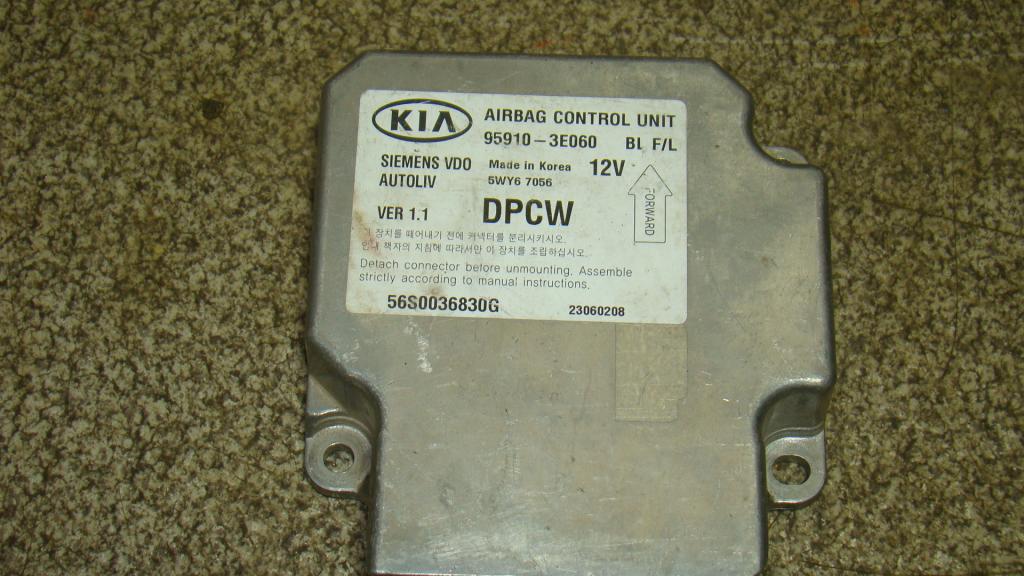 KIA AIRBAG CONTROL UNIT
95910-3E060 BL F/L
SIEMENS VDO Made in Korea 12V
AUTOLIV 5WY6 7056
FORWARD
VER 1.1 DPCW
장치를 떼어내기 전에 커넥터를 분리시키시오.
책자의 지침에 따라서만 이 장치를 조립하십시오.
Detach connector before unmounting. Assemble
strictly according to manual instructions.
56S0036830G 23060208